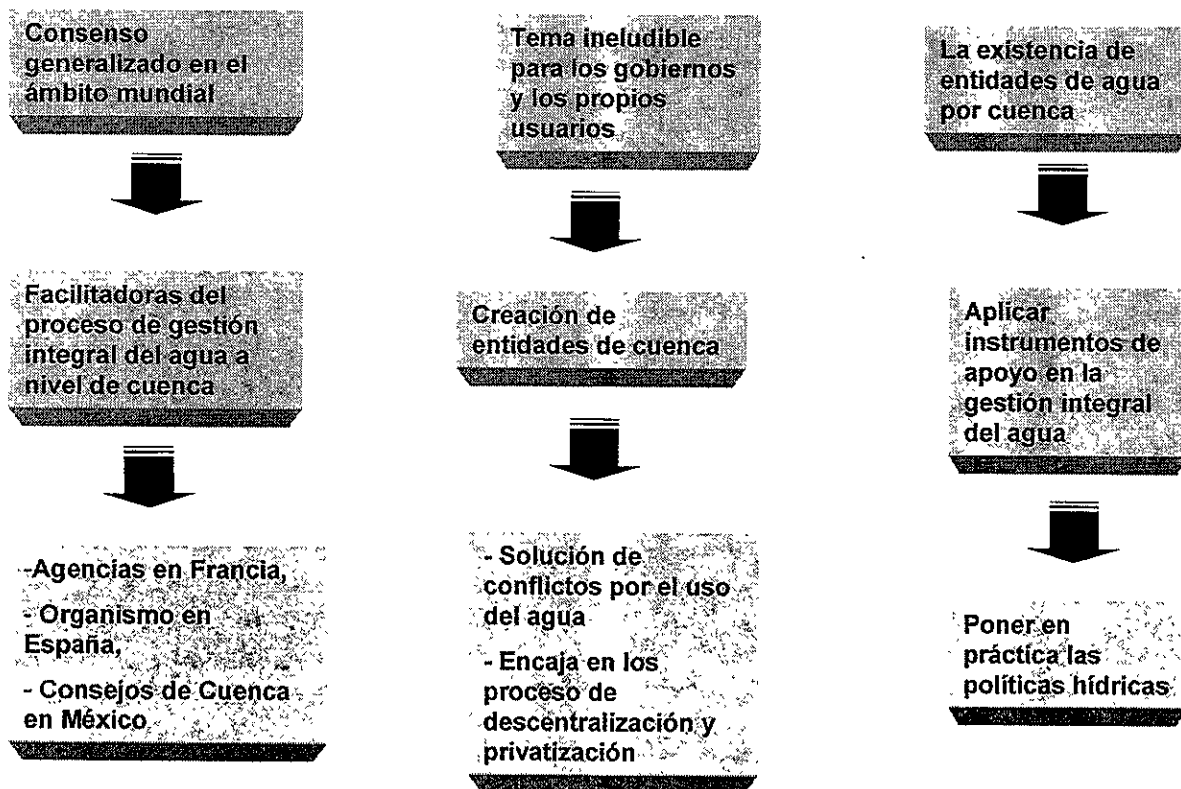 Consenso
generalizado en el
ámbito mundial
Facilitadoras del
proceso de gestión
integral del agua a
nivel de cuenca
-Agencias en Francia,
- Organismo en
España,
- Consejos de Cuenca
en México
Tema ineludible
para los gobiernos
y los propios
usuarios
Creación de
entidades de cuenca
- Solución de
conflictos por el uso
del agua
- Encaja en los
proceso de
descentralización y
privatización
La existencia de
entidades de agua
por cuenca
Aplicar
instrumentos de
apoyo en la
gestión integral
del agua
Poner en
práctica las
políticas hídricas